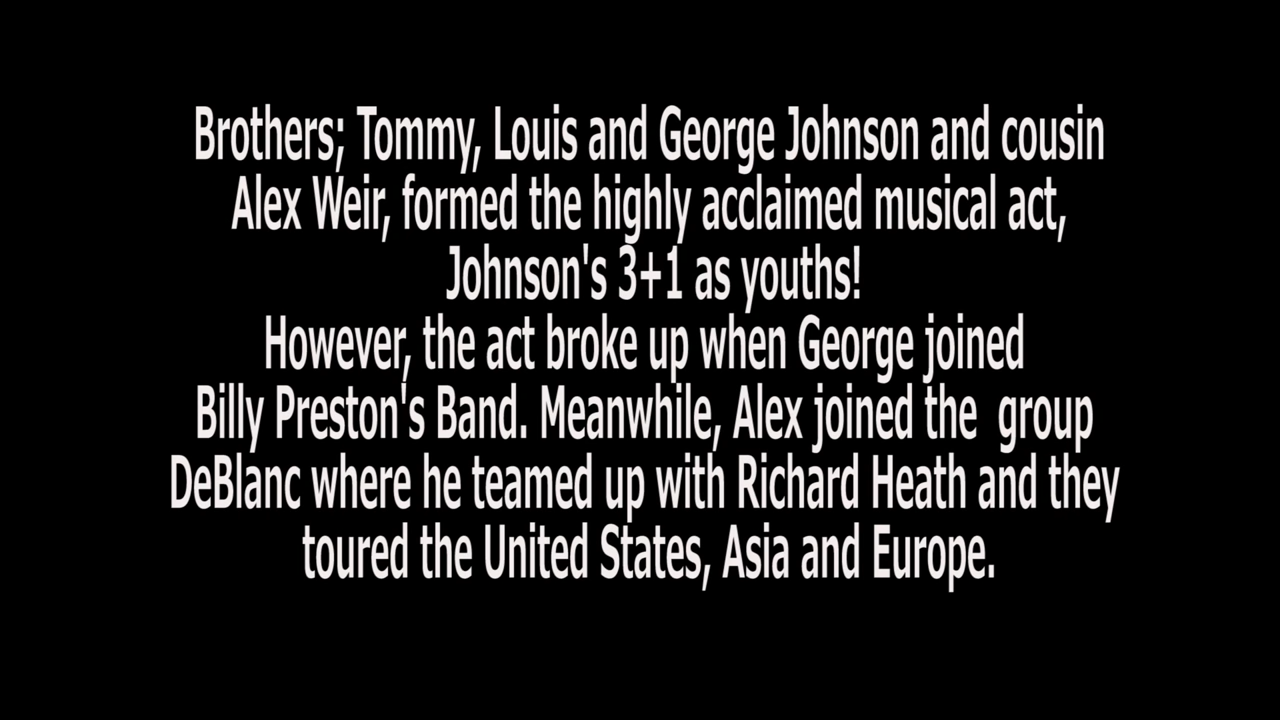 Brothers; Tommy, Louis and George Johnson and cousin
Alex Weir, formed the highly acclaimed musical act,
Johnson's 3+1 as youths!
However, the act broke up when George joined
Billy Preston's Band. Meanwhile, Alex joined the  group
DeBlanc where he teamed up with Richard Heath and they
toured the United States, Asia and Europe.